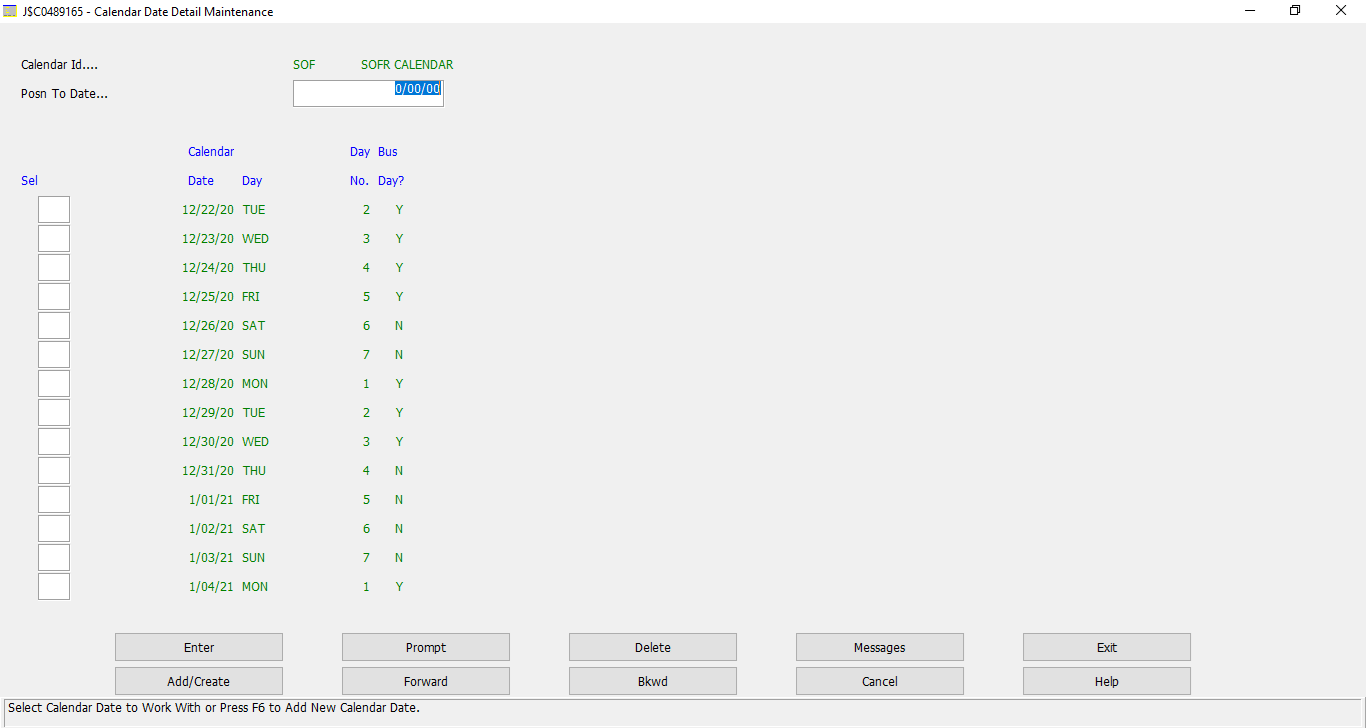 J$C0489165 - Calendar Date Detail Maintenance
Calendar Id.... SOF SOFR CALENDAR
Posn To Date... 0/00/00
Calendar Day Bus
Sel Date Day No. Day?
12/22/20 TUE 2 Y
12/23/20 WED 3 Y
12/24/20 THU 4 Y
12/25/20 FRI 5 Y
12/26/20 SAT 6 N
12/27/20 SUN 7 N
12/28/20 MON 1 Y
12/29/20 TUE 2 Y
12/30/20 WED 3 Y
12/31/20 THU 4 N
1/01/21 FRI 5 N
1/02/21 SAT 6 N
1/03/21 SUN 7 N
1/04/21 MON 1 Y
Enter Prompt Delete Messages Exit
Add/Create Forward Bkwd Cancel Help
Select Calendar Date to Work With or Press F6 to Add New Calendar Date.